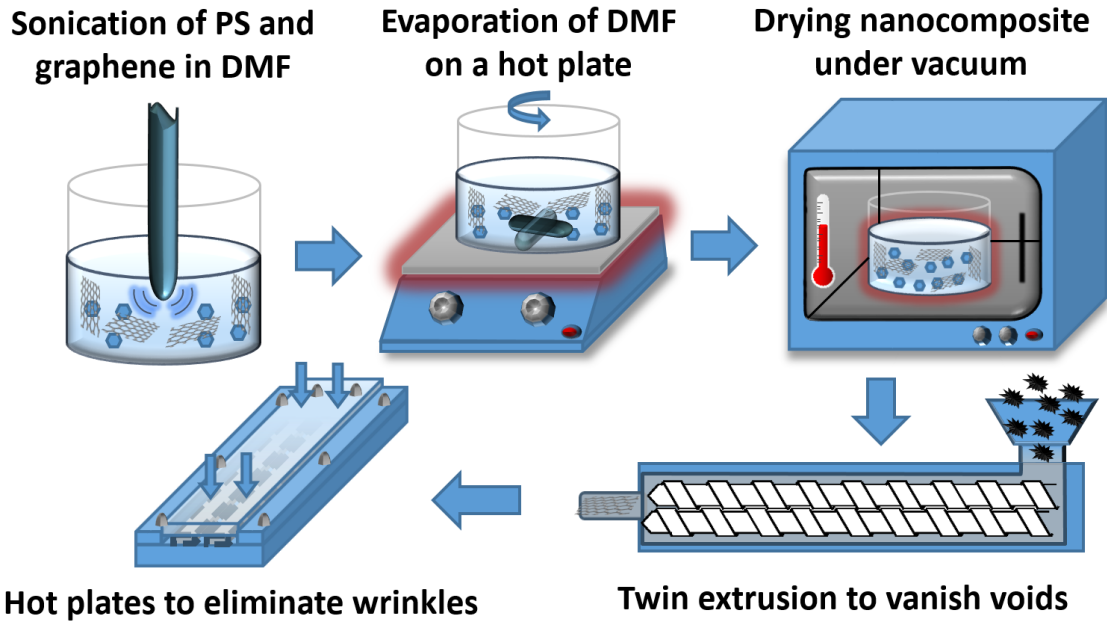 Sonication of PS and
graphene in DMF
Evaporation of DMF
on a hot plate
Drying nanocomposite
under vacuum
Hot plates to eliminate wrinkles
Twin extrusion to vanish voids